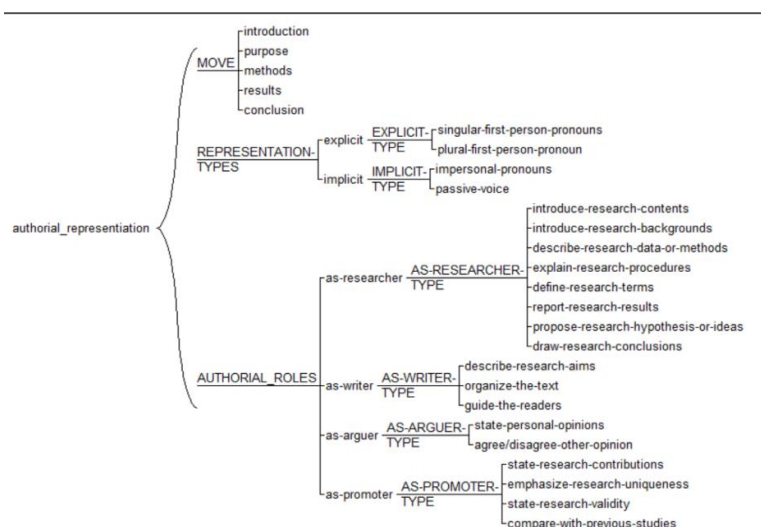 introduction
purpose
MOVE
methods
results
conclusion
singular-first-person-pronouns
explicit EXPLICIT-TYPE
plural-first-person-pronoun
REPRESENTATION-TYPES
impersonal-pronouns
implicit IMPLICIT-TYPE
passive-voice
authorial_representiation
introduce-research-contents
introduce-research-backgrounds
describe-research-data-or-methods
as-researcher AS-RESEARCHER-TYPE
explain-research-procedures
define-research-terms
report-research-results
propose-research-hypothesis-or-ideas
draw-research-conclusions
AUTHORIAL_ROLES
describe-research-aims
as-writer AS-WRITER-TYPE
organize-the-text
guide-the-readers
state-personal-opinions
as-arguer AS-ARGUER-TYPE
agree/disagree-other-opinion
state-research-contributions
emphasize-research-uniqueness
as-promoter AS-PROMOTER-TYPE
state-research-validity
compare-with-previous-studies